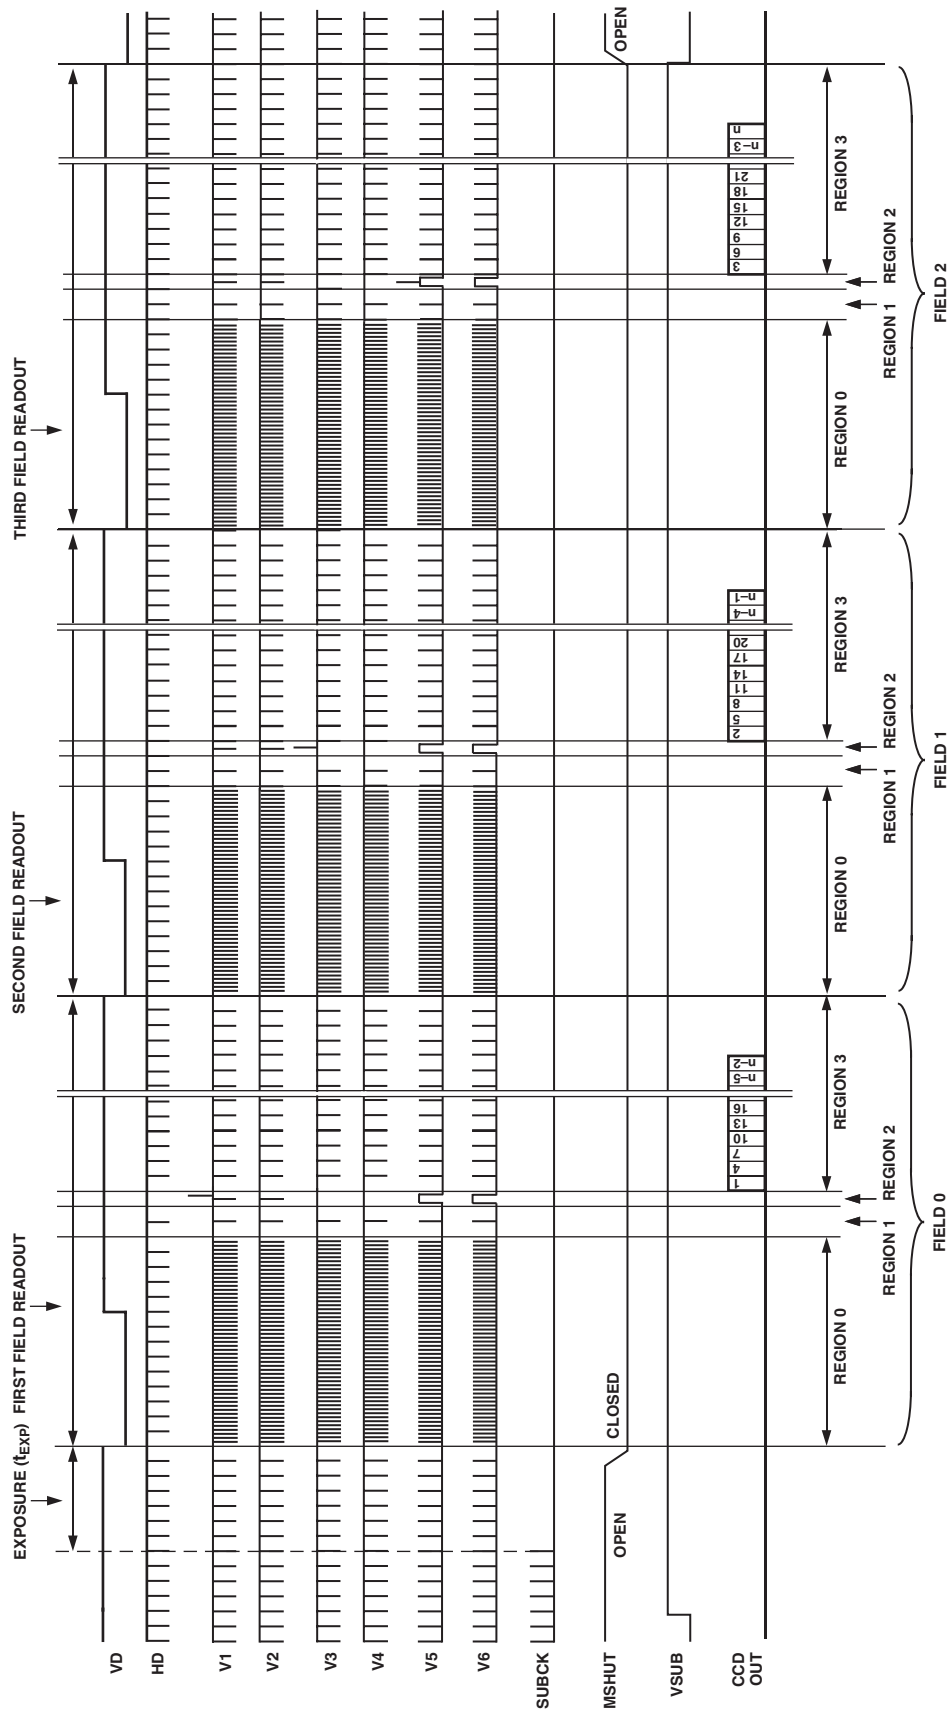 EXPOSURE (tEXP)
FIRST FIELD READOUT
SECOND FIELD READOUT
THIRD FIELD READOUT
VD
HD
V1
V2
V3
V4
V5
V6
SUBCK
MSHUT
OPEN
CLOSED
OPEN
VSUB
CCD
OUT
1 4 7 10 13 16 n–5 n–2
2 5 8 11 14 17 20 n–4 n–1
3 6 9 12 15 18 21 n–3 n
REGION 0
REGION 3
REGION 0
REGION 3
REGION 0
REGION 3
REGION 1
REGION 2
REGION 1
REGION 2
REGION 1
REGION 2
FIELD 0
FIELD 1
FIELD 2